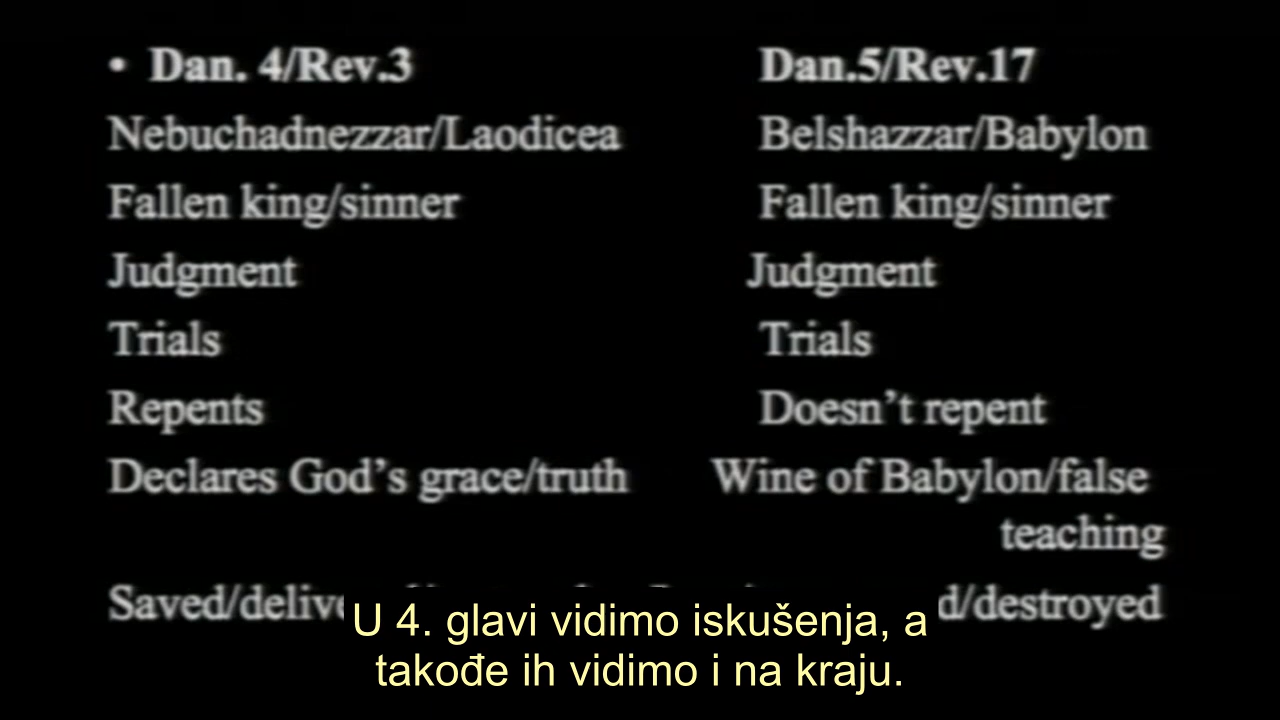 • Dan. 4/Rev.3 Dan.5/Rev.17
Nebuchadnezzar/Laodicea Belshazzar/Babylon
Fallen king/sinner Fallen king/sinner
Judgment Judgment
Trials Trials
Repents Doesn’t repent
Declares God’s grace/truth Wine of Babylon/false
teaching
U 4. glavi vidimo iskušenja, a
takođe ih vidimo i na kraju.